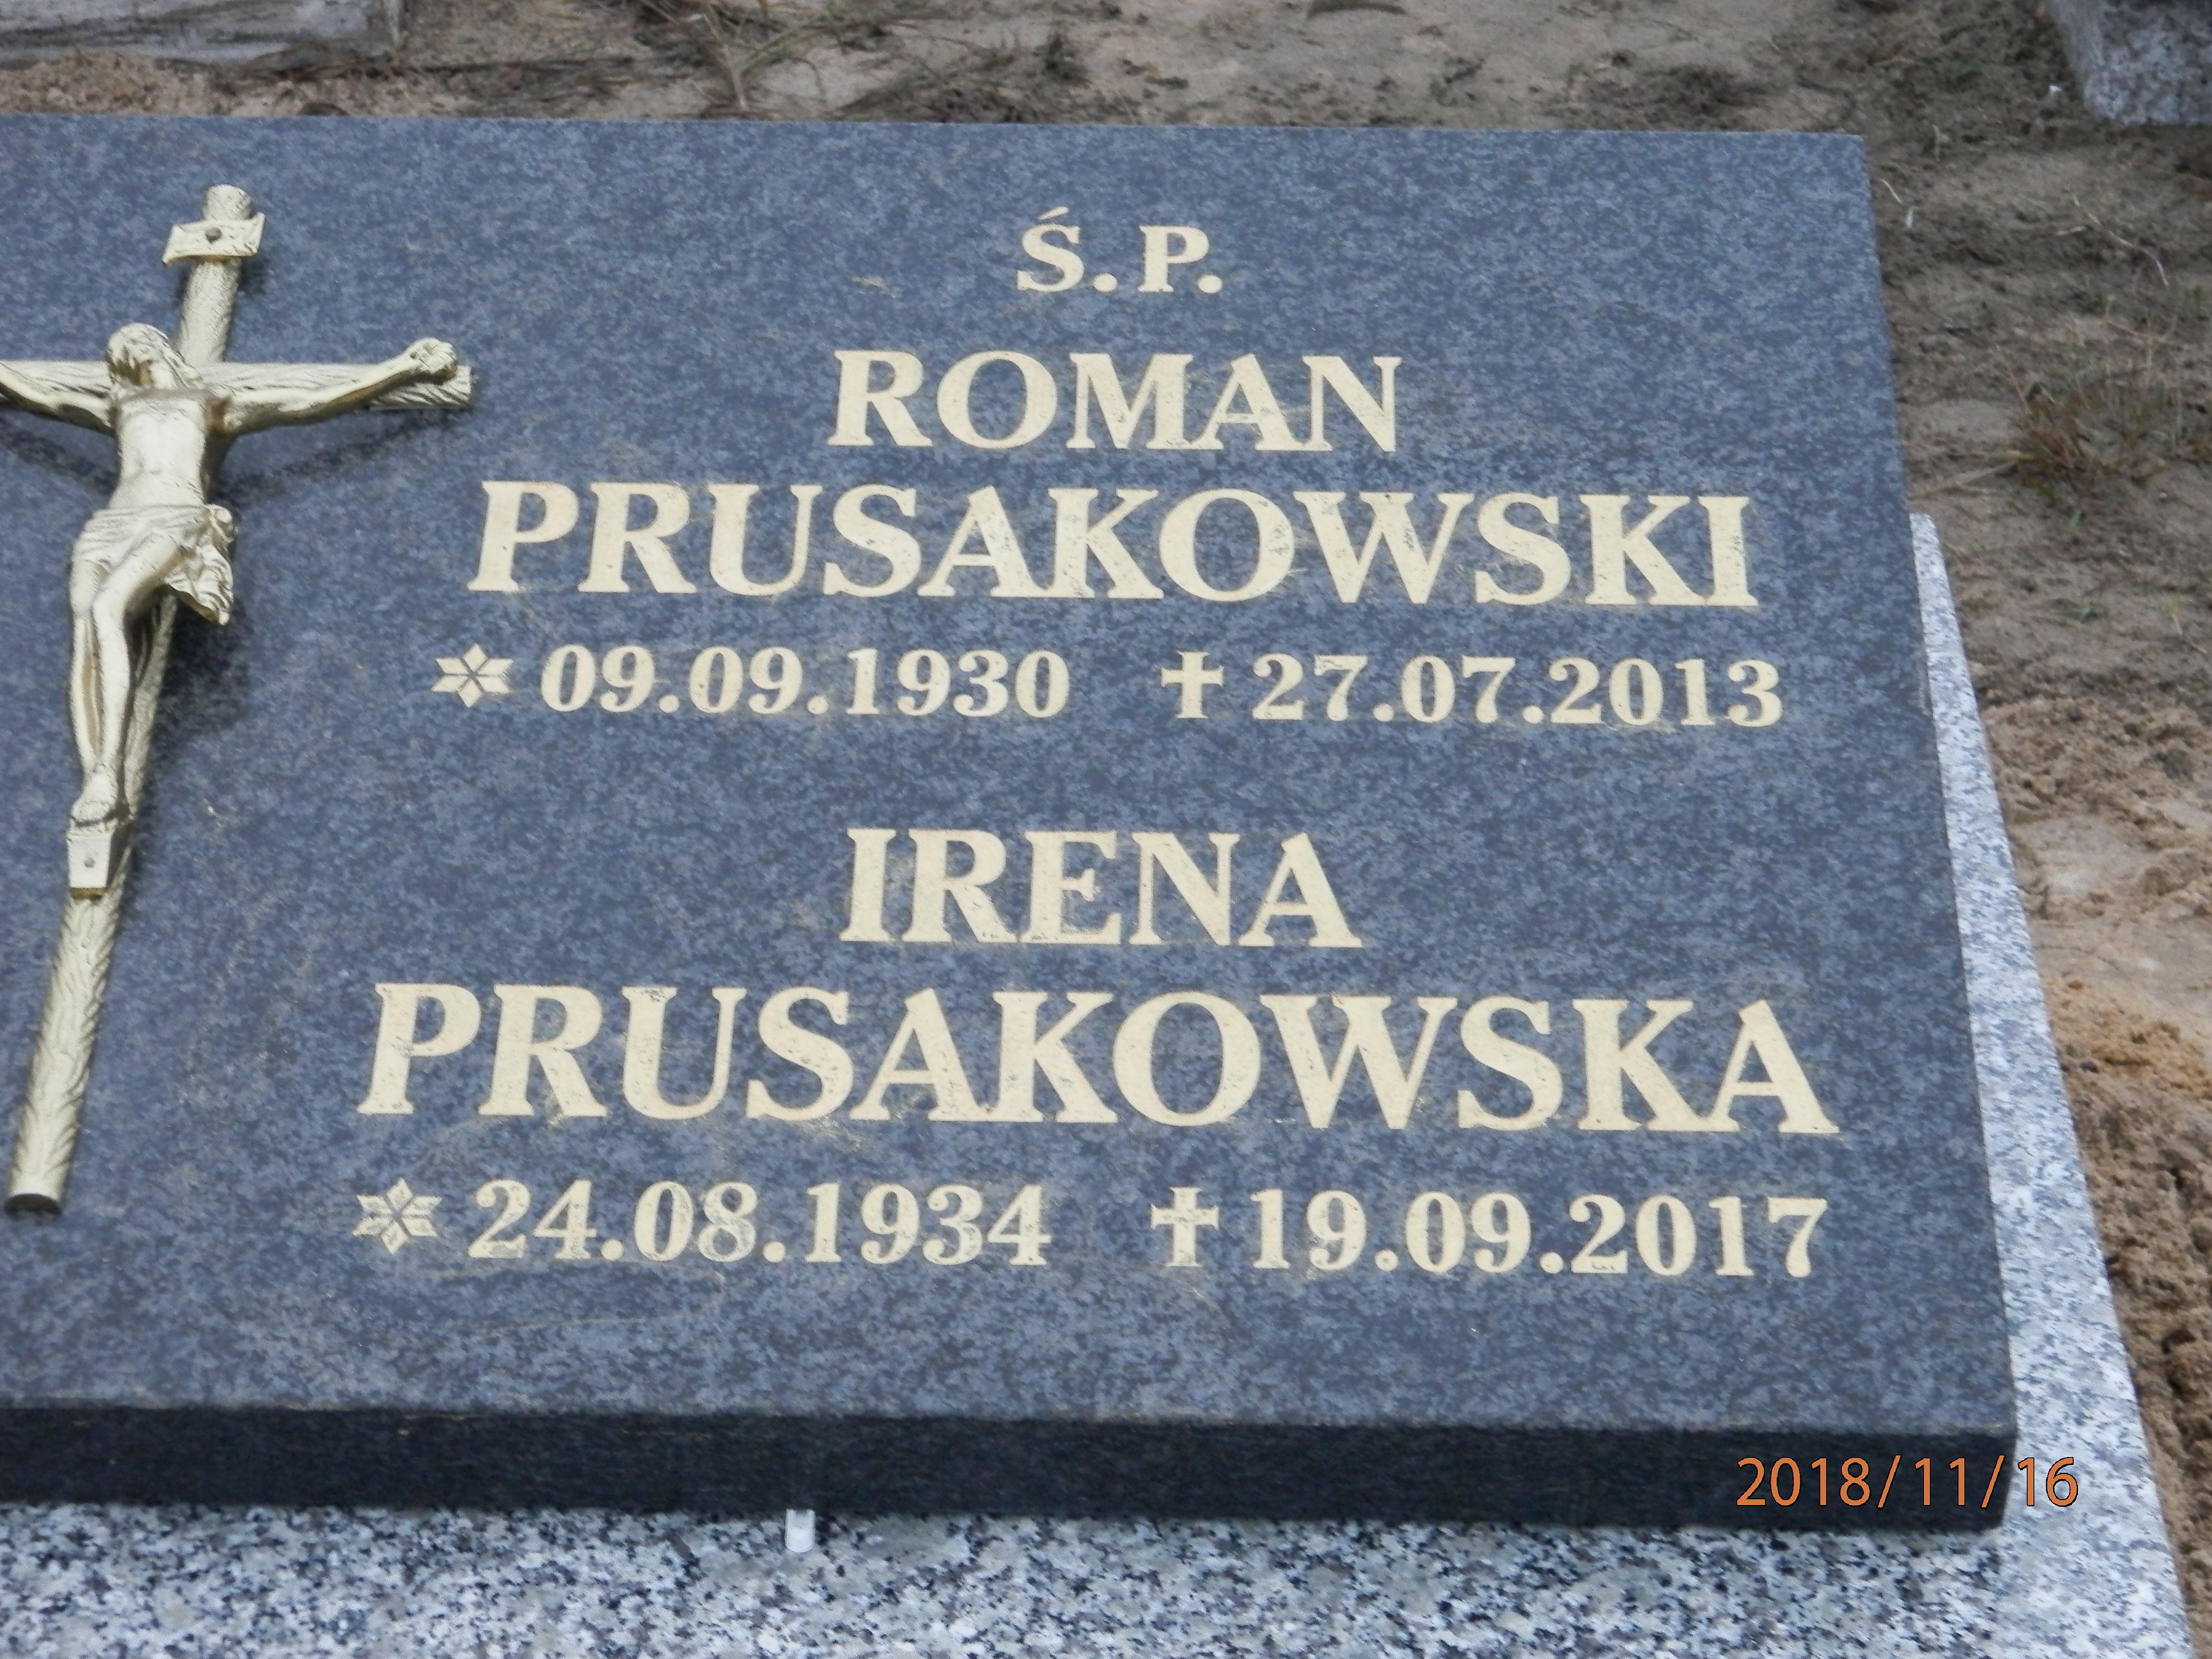 Ś. P.
ROMAN
PRUSAKOWSKI
* 09.09.1930 ✝ 27.07.2013
IRENA
PRUSAKOWSKA
* 24.08.1934 ✝ 19.09.2017
2018/11/16